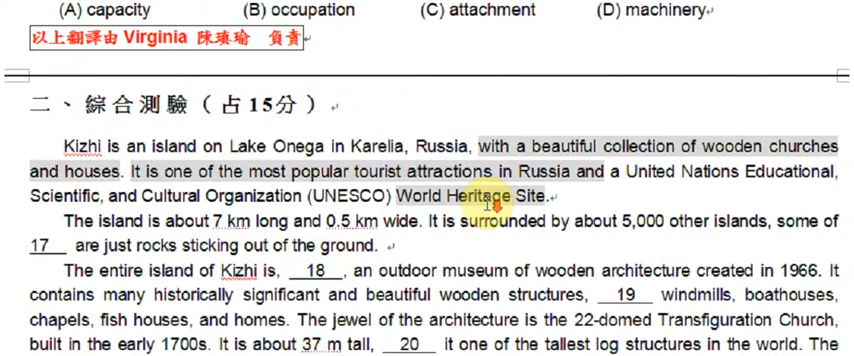 (A) capacity (B) occupation (C) attachment (D) machinery
以上翻譯由 Virginia 陳瑱瑜 負責
二、綜合測驗（占15分）
Kizhi is an island on Lake Onega in Karelia, Russia, with a beautiful collection of wooden churches
and houses. It is one of the most popular tourist attractions in Russia and a United Nations Educational,
Scientific, and Cultural Organization (UNESCO) World Heritage Site.
The island is about 7 km long and 0.5 km wide. It is surrounded by about 5,000 other islands, some of
17 are just rocks sticking out of the ground.
The entire island of Kizhi is, 18 , an outdoor museum of wooden architecture created in 1966. It
contains many historically significant and beautiful wooden structures, 19 windmills, boathouses,
chapels, fish houses, and homes. The jewel of the architecture is the 22-domed Transfiguration Church,
built in the early 1700s. It is about 37 m tall, 20 it one of the tallest log structures in the world. The